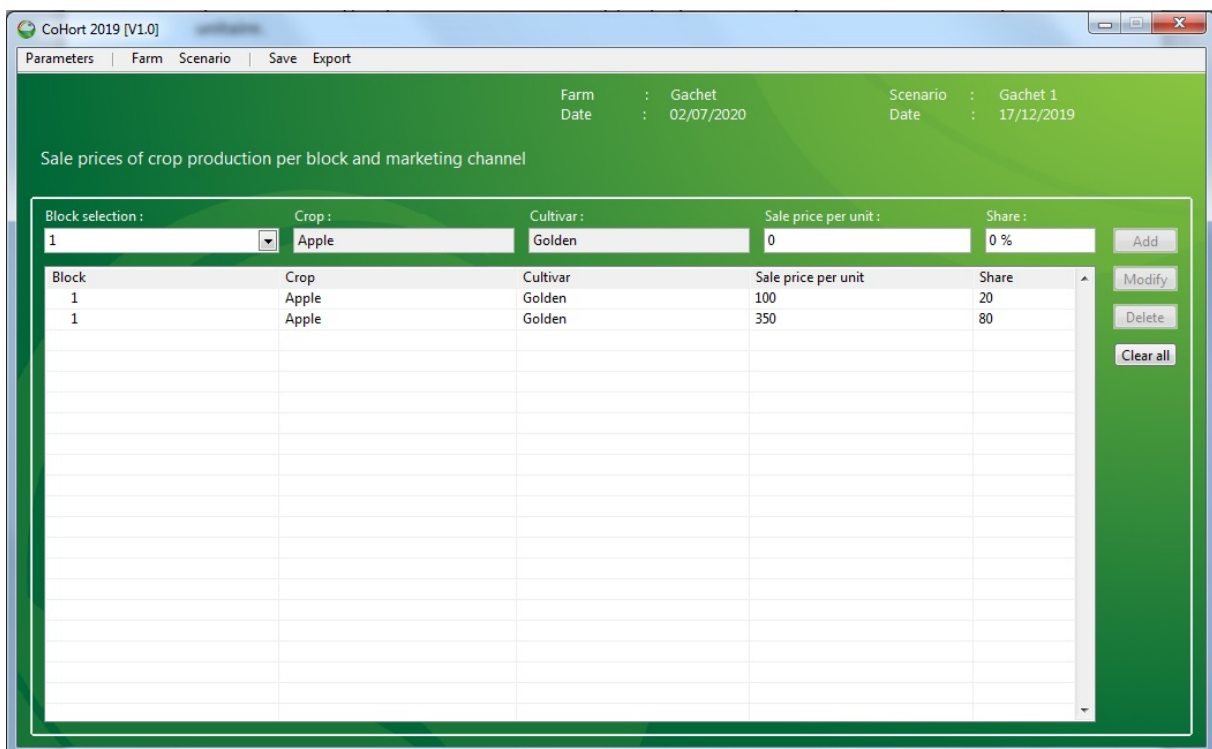 CoHort 2019 [V1.0]
Parameters | Farm Scenario | Save Export
Farm : Gachet Scenario : Gachet 1
Date : 02/07/2020 Date : 17/12/2019
Sale prices of crop production per block and marketing channel
Block selection : Crop : Cultivar : Sale price per unit : Share :
1 Apple Golden 0 0 % Add
Block Crop Cultivar Sale price per unit Share Modify
1 Apple Golden 100 20
1 Apple Golden 350 80 Delete
Clear all